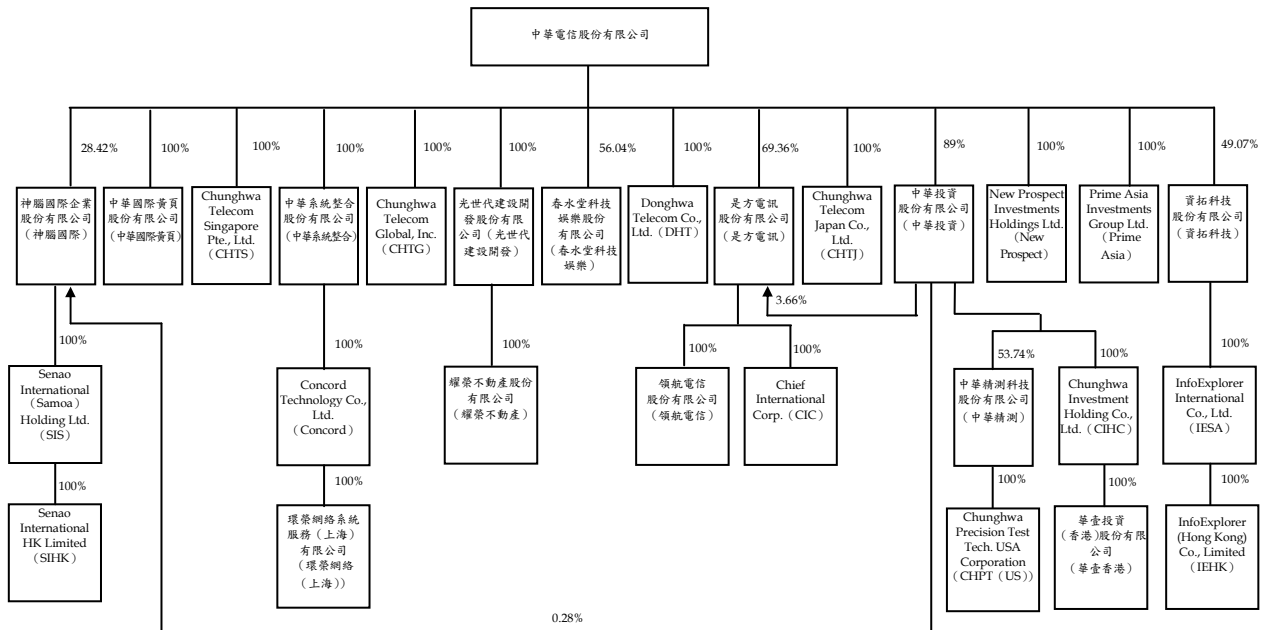 中華電信股份有限公司
28.42%
100%
100%
100%
100%
100%
56.04%
100%
69.36%
100%
89%
100%
100%
49.07%
神腦國際企業
股份有限公司
（神腦國際）
中華國際黃頁
股份有限公司
（中華國際黃頁）
Chunghwa
Telecom
Singapore
Pte., Ltd.
（CHTS）
中華系統整合
股份有限公司
（中華系統整合）
Chunghwa
Telecom
Global, Inc.
（CHTG）
光世代建設開
發股份有限
公司（光世代
建設開發）
春水堂科技
娛樂股份
有限公司
（春水堂科技
娛樂）
Donghwa
Telecom Co.,
Ltd.（DHT）
是方電訊
股份有限公司
（是方電訊）
Chunghwa
Telecom
Japan Co.,
Ltd.
（CHTJ）
中華投資
股份有限公司
（中華投資）
New Prospect
Investments
Holdings Ltd.
（New
Prospect）
Prime Asia
Investments
Group Ltd.
（Prime
Asia）
資拓科技
股份有限公司
（資拓科技）
3.66%
100%
100%
100%
100%
100%
53.74%
100%
100%
Senao
International
（Samoa）
Holding Ltd.
（SIS）
Concord
Technology Co.,
Ltd.
（Concord）
耀榮不動產股份
有限公司
（耀榮不動產）
領航電信
股份有限公司
（領航電信）
Chief
International
Corp.（CIC）
中華精測科技
股份有限公司
（中華精測）
Chunghwa
Investment
Holding Co.,
Ltd.（CIHC）
InfoExplorer
International
Co., Ltd.
（IESA）
100%
100%
100%
100%
100%
Senao
International
HK Limited
（SIHK）
環榮網絡系統
服務（上海）
有限公司
（環榮網絡
（上海））
Chunghwa
Precision Test
Tech. USA
Corporation
（CHPT（US））
華壹投資
（香港）股份有限
公司
（華壹香港）
InfoExplorer
(Hong Kong)
Co., Limited
（IEHK）
0.28%